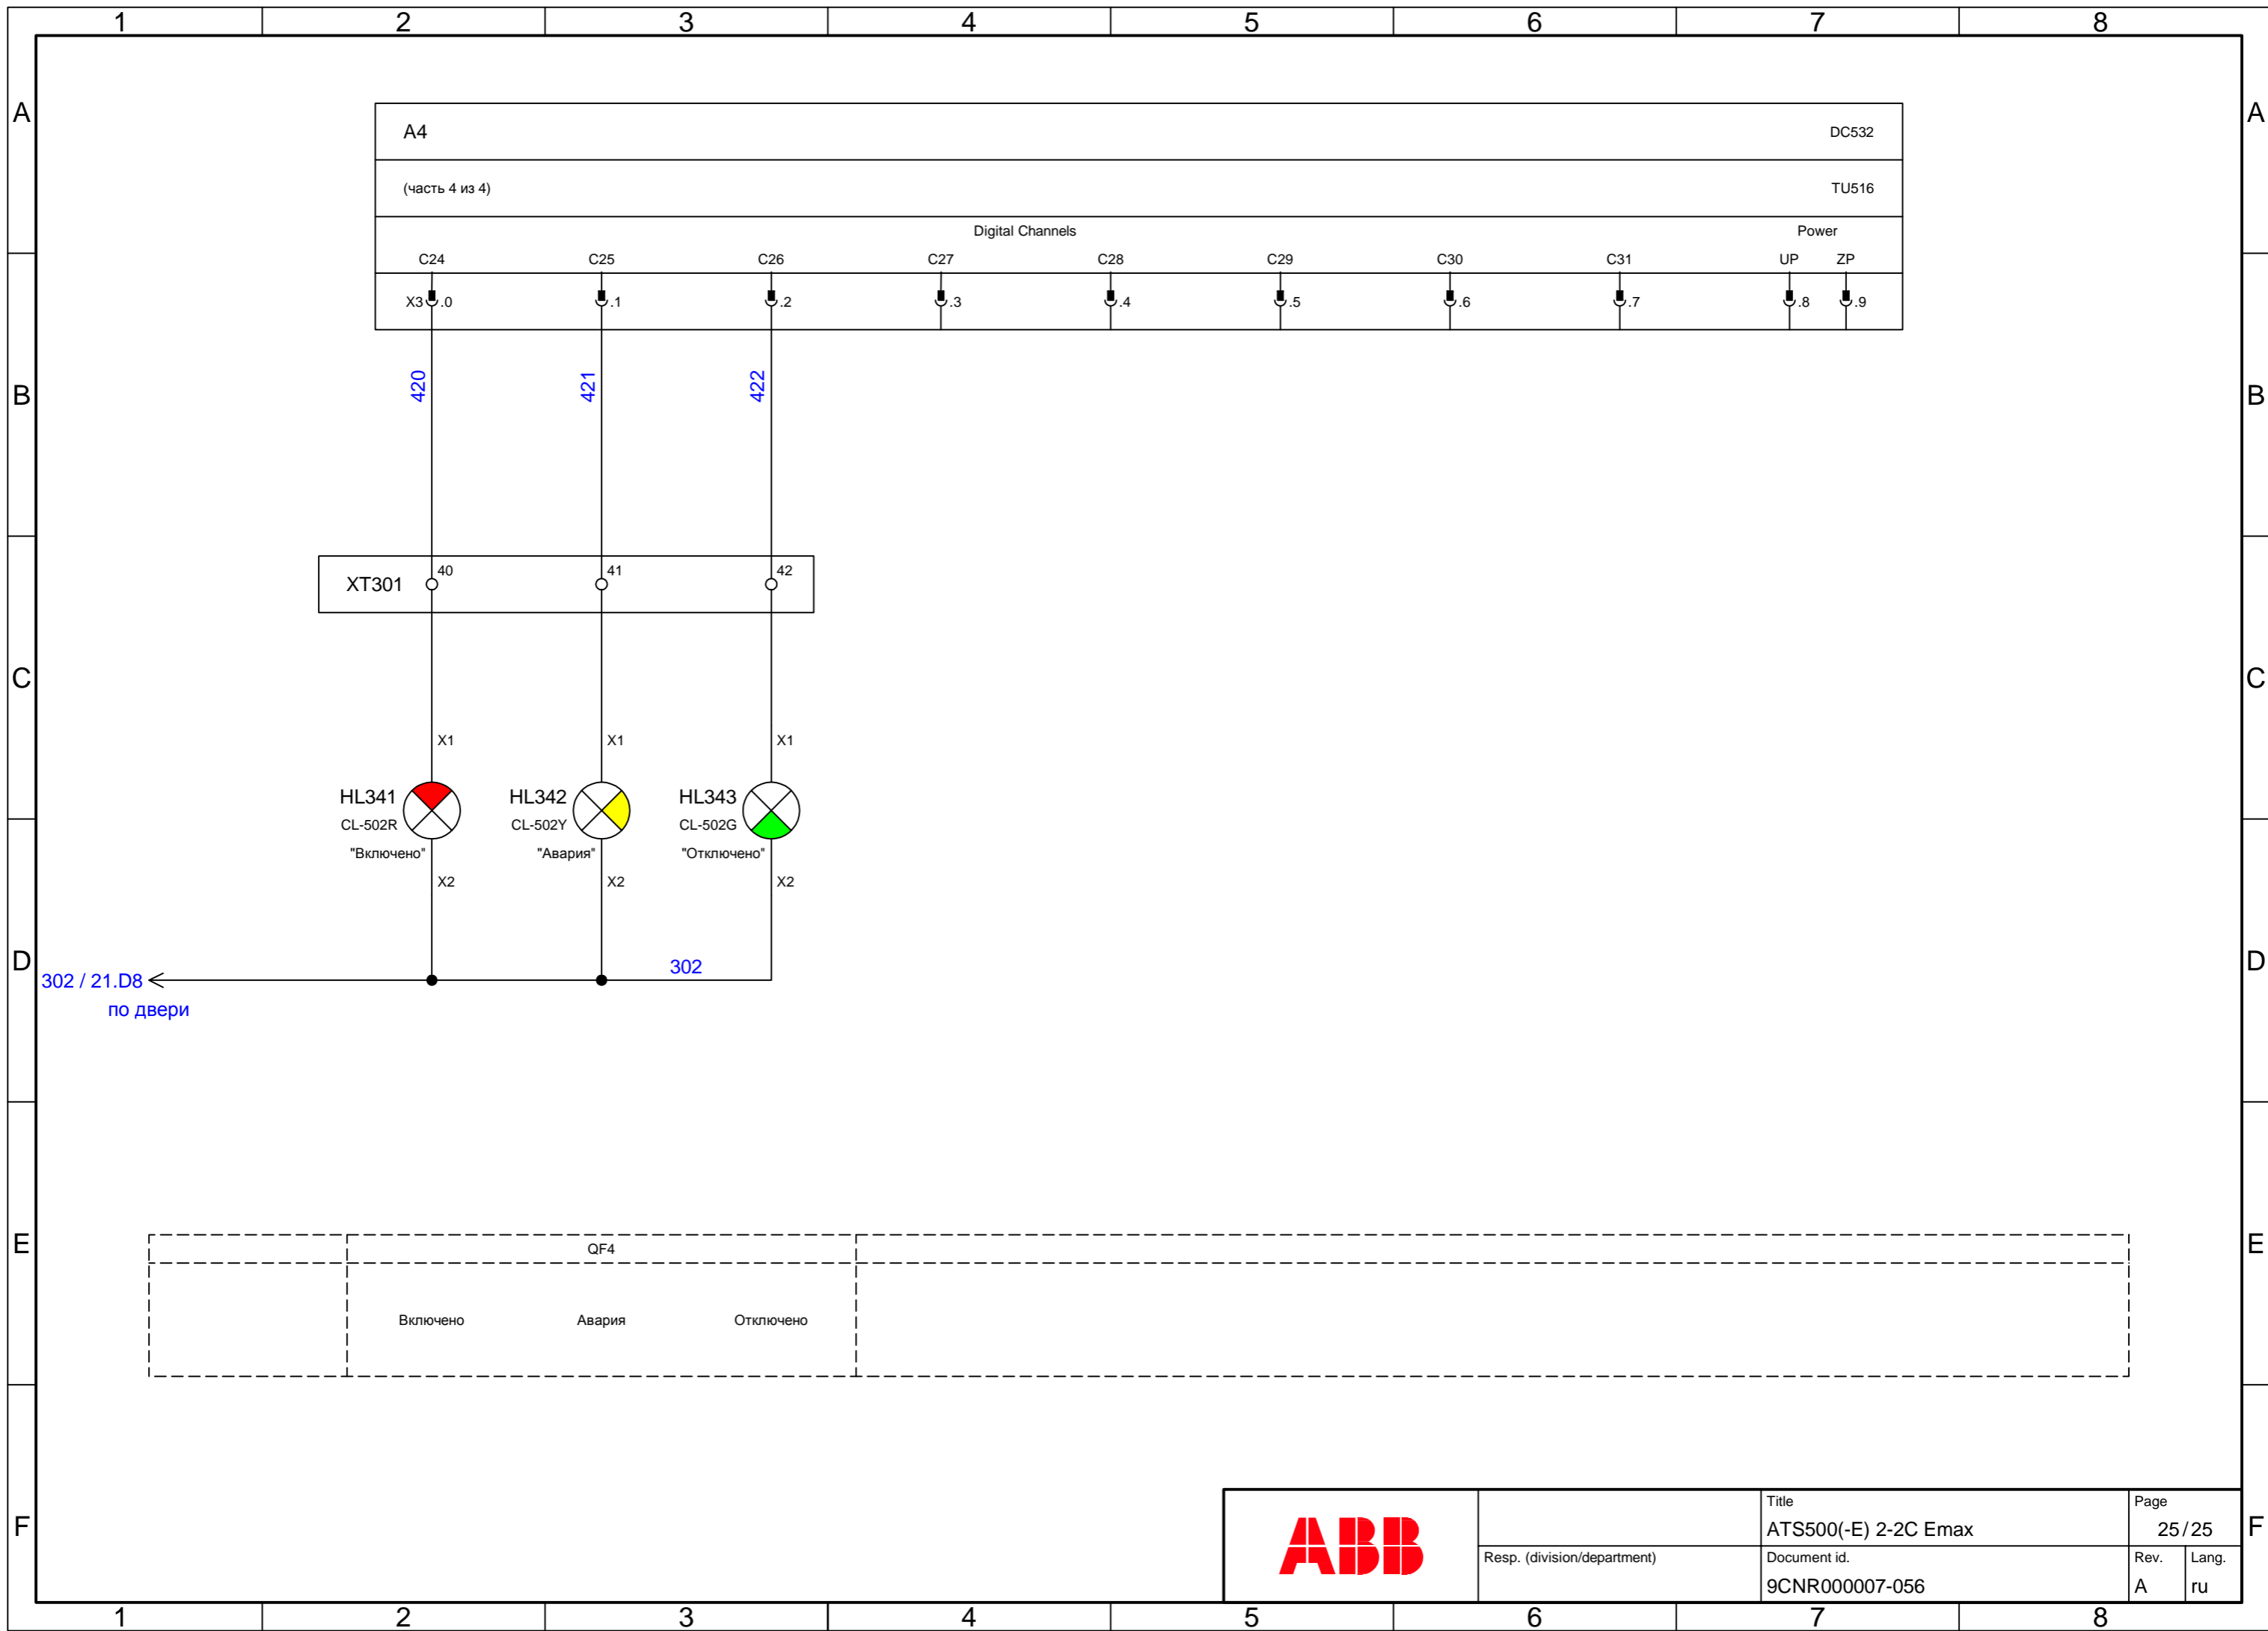 1 2 3 4 5 6 7 8
A A
A4 DC532
(часть 4 из 4) TU516
Digital Channels Power
C24 C25 C26 C27 C28 C29 C30 C31 UP ZP
X3 .0 .1 .2 .3 .4 .5 .6 .7 .8 .9
420 421 422
B B
XT301 40 41 42
C C
X1 X1 X1
HL341 HL342 HL343
CL-502R CL-502Y CL-502G
"Включено" "Авария" "Отключено"
X2 X2 X2
D D
302
302 / 21.D8
по двери
E E
QF4
Включено Авария Отключено
F F
ABB
Title Page
ATS500(-E) 2-2C Emax 25/25
Resp. (division/department) Document id. Rev. Lang.
9CNR000007-056 A ru
1 2 3 4 5 6 7 8